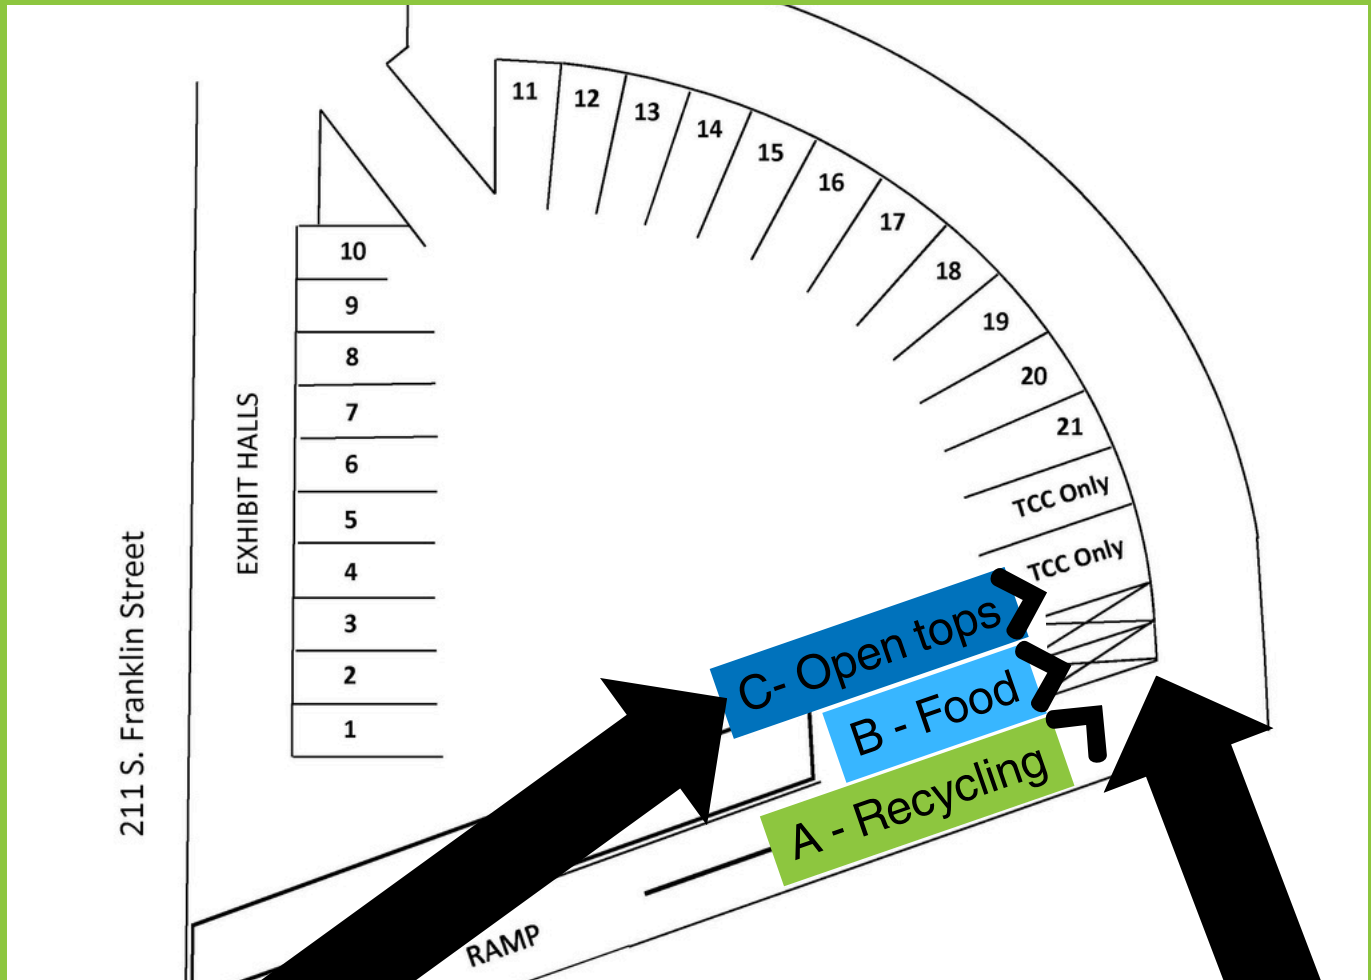 11
12
13
14
15
16
17
18
19
20
21
TCC Only
TCC Only
10
9
8
7
6
5
4
3
2
1
EXHIBIT HALLS
211 S. Franklin Street
C- Open tops
B - Food
A - Recycling
RAMP